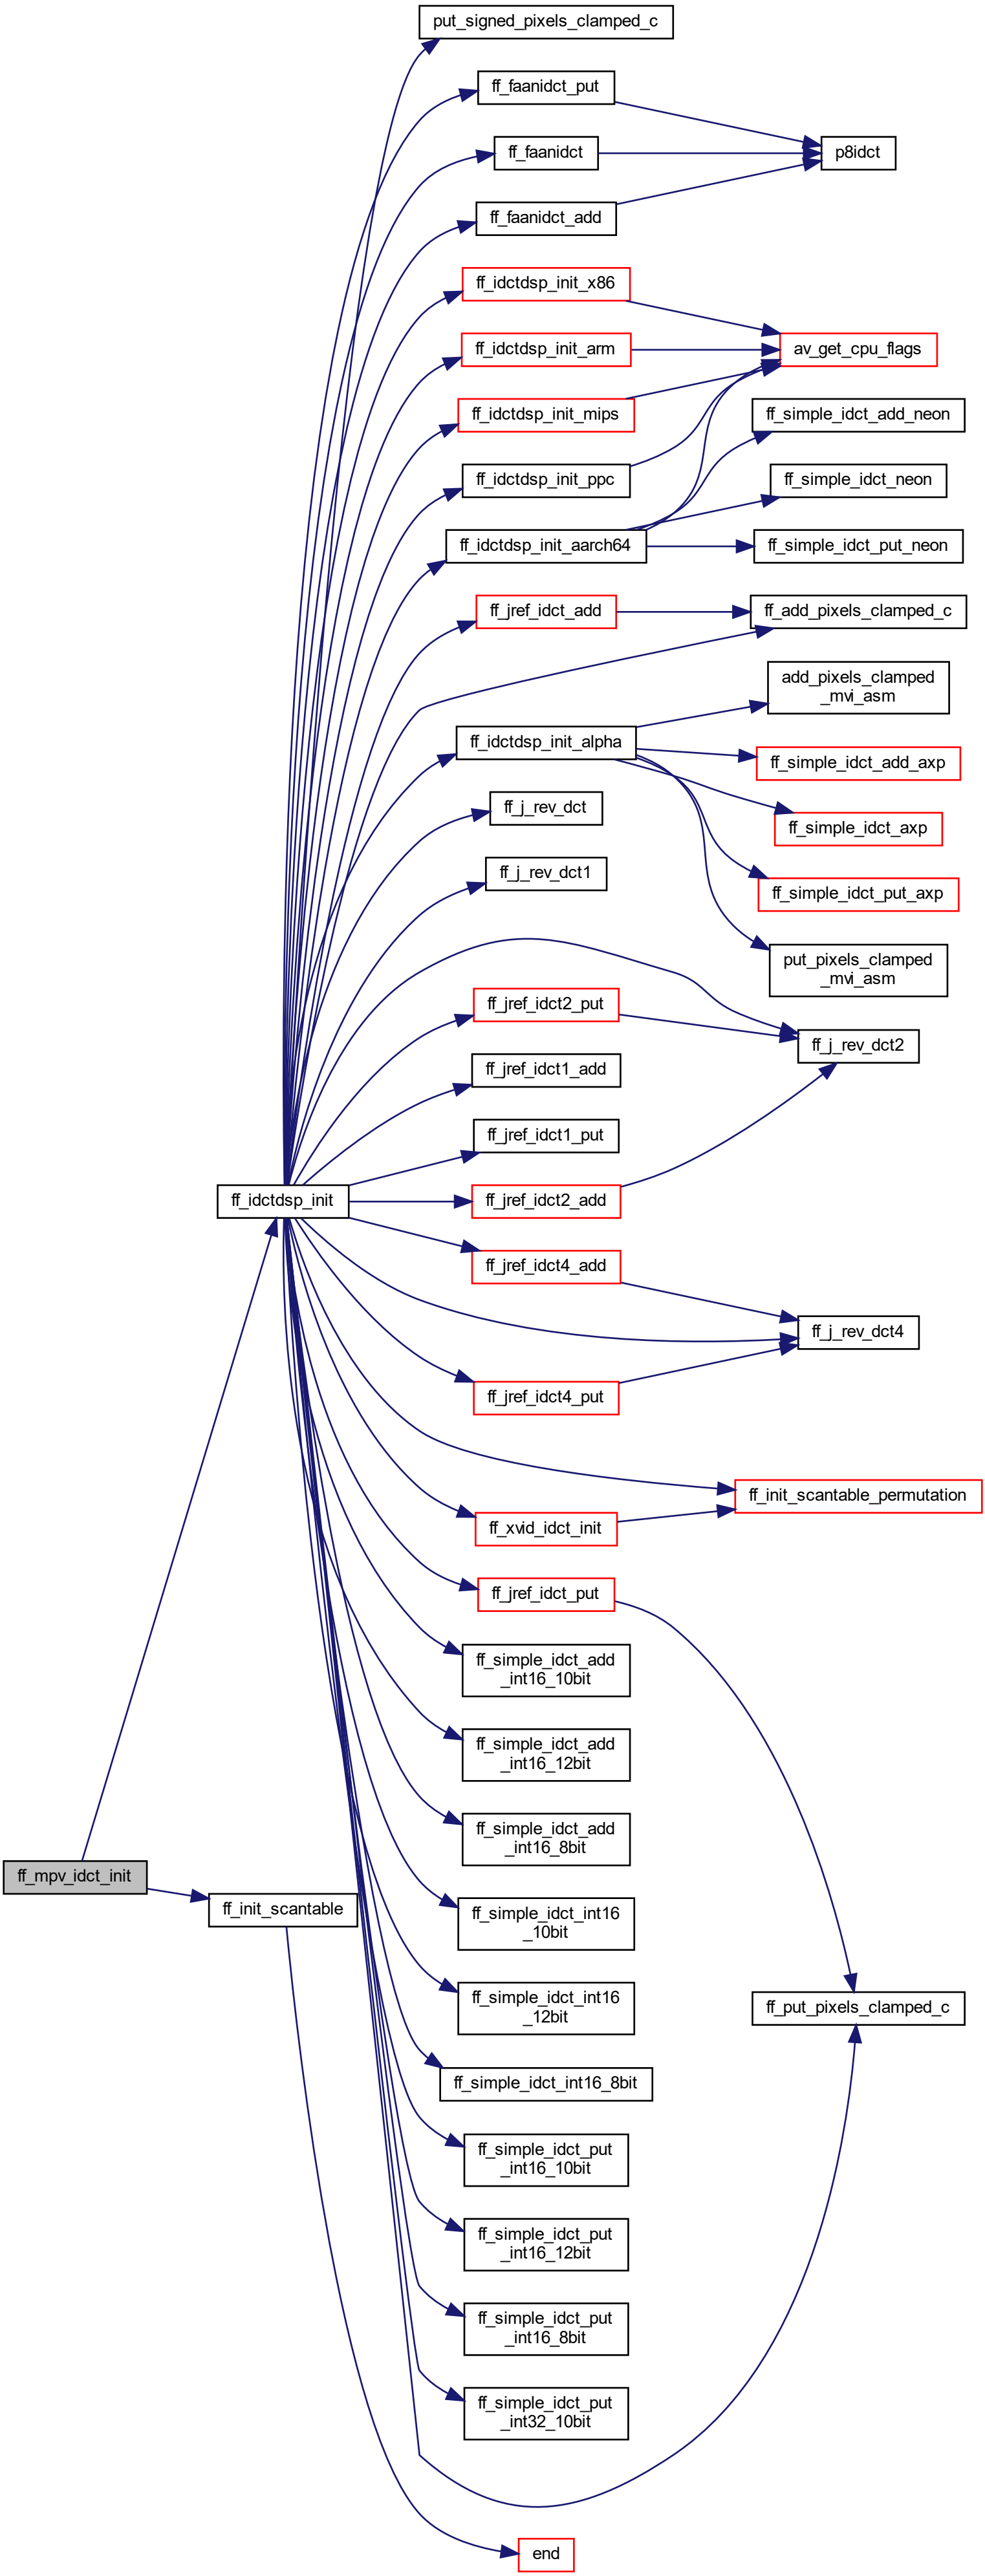 put_signed_pixels_clamped_c
ff_faanidct_put
ff_faanidct
p8idct
ff_faanidct_add
ff_idctdsp_init_x86
ff_idctdsp_init_arm
av_get_cpu_flags
ff_idctdsp_init_mips
ff_simple_idct_add_neon
ff_idctdsp_init_ppc
ff_simple_idct_neon
ff_idctdsp_init_aarch64
ff_simple_idct_put_neon
ff_jref_idct_add
ff_add_pixels_clamped_c
add_pixels_clamped
_mvi_asm
ff_idctdsp_init_alpha
ff_simple_idct_add_axp
ff_j_rev_dct
ff_simple_idct_axp
ff_j_rev_dct1
ff_simple_idct_put_axp
put_pixels_clamped
_mvi_asm
ff_jref_idct2_put
ff_j_rev_dct2
ff_jref_idct1_add
ff_jref_idct1_put
ff_idctdsp_init
ff_jref_idct2_add
ff_jref_idct4_add
ff_j_rev_dct4
ff_jref_idct4_put
ff_init_scantable_permutation
ff_xvid_idct_init
ff_jref_idct_put
ff_simple_idct_add
_int16_10bit
ff_simple_idct_add
_int16_12bit
ff_simple_idct_add
_int16_8bit
ff_mpv_idct_init
ff_init_scantable
ff_simple_idct_int16
_10bit
ff_simple_idct_int16
_12bit
ff_put_pixels_clamped_c
ff_simple_idct_int16_8bit
ff_simple_idct_put
_int16_10bit
ff_simple_idct_put
_int16_12bit
ff_simple_idct_put
_int16_8bit
ff_simple_idct_put
_int32_10bit
end